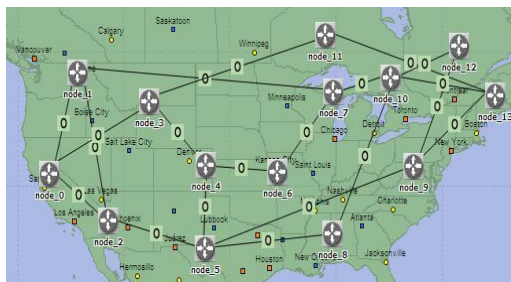 Saskatoon
Calgary
Winnipeg
Vancouver
node_11
node_12
0
0
0
0
node_1
0
node_10
node_13
Minneapolis
node_7
0
Boise City
node_3
Toronto
0
0
0
0
0
0
Detroit
Boston
Salt Lake City
Chicago
New York
0
Denver
Kansas City
0
node_4
node_6
Saint Louis
node_9
node_0
Las Vegas
0
Nashville
0
0
Los Angeles
Phoenix
Lubbock
Charlotte
node_2
0
Atlanta
0
node_5
node_8
Houston
New
Jacksonville
Hermosillo